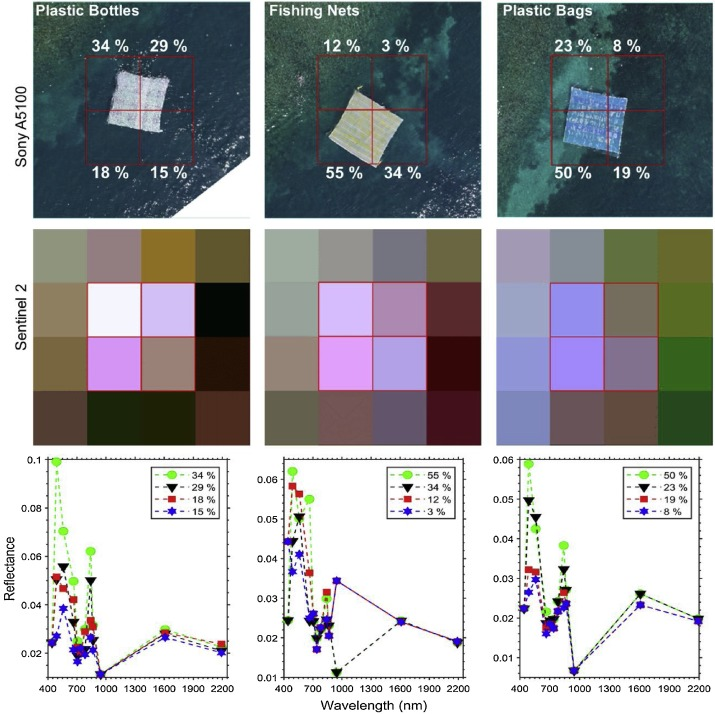 Plastic Bottles
Fishing Nets
Plastic Bags
34 % 29 %
12 % 3 %
23 % 8 %
Sony A5100
18 % 15 %
55 % 34 %
50 % 19 %
Sentinel 2
Reflectance
0.1
0.08
0.06
0.04
0.02
34 %
29 %
18 %
15 %
400 700 1000 1300 1600 1900 2200
0.06
0.05
0.04
0.03
0.02
0.01
55 %
34 %
12 %
3 %
400 700 1000 1300 1600 1900 2200
0.06
0.05
0.04
0.03
0.02
0.01
50 %
23 %
19 %
8 %
400 700 1000 1300 1600 1900 2200
Wavelength (nm)